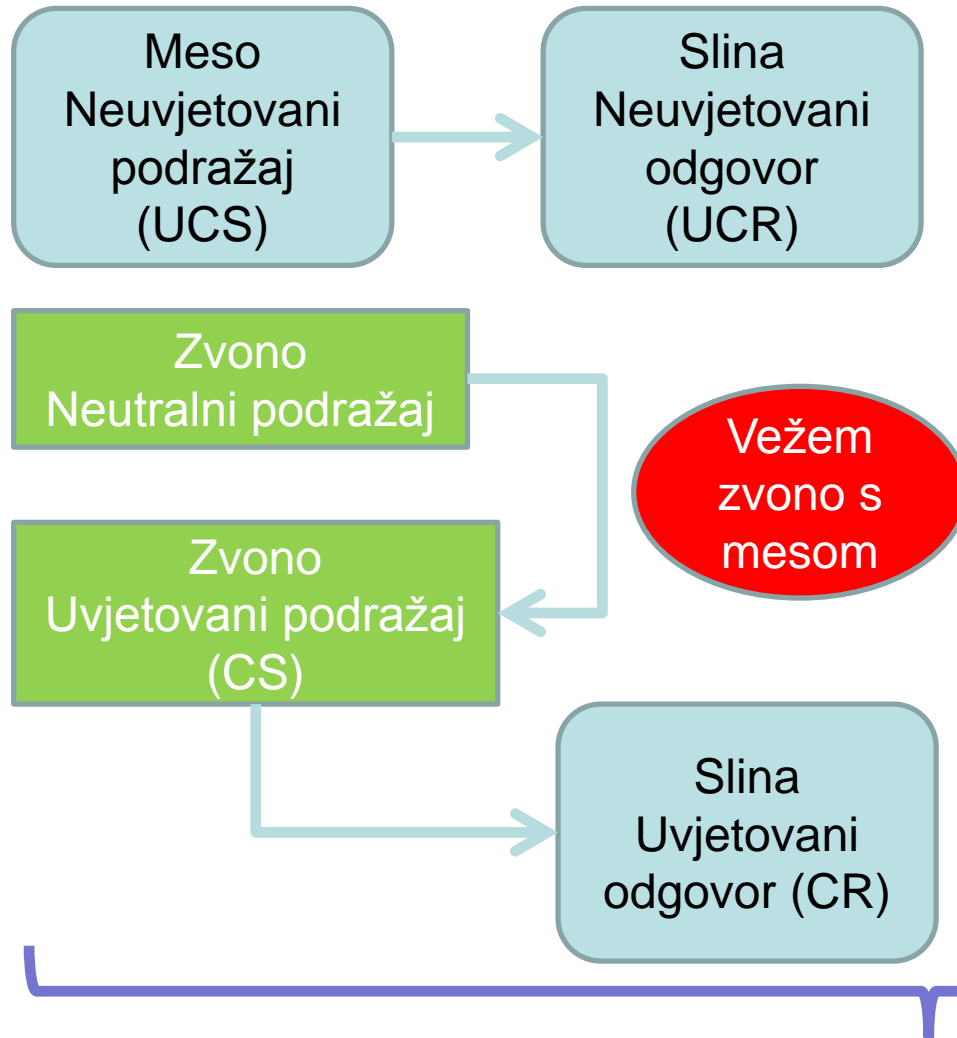 Meso
Neuvjetovani
podražaj
(UCS)
Slina
Neuvjetovani
odgovor
(UCR)
Zvono
Neutralni podražaj
Vežem
zvono s
mesom
Zvono
Uvjetovani podražaj
(CS)
Slina
Uvjetovani
odgovor (CR)